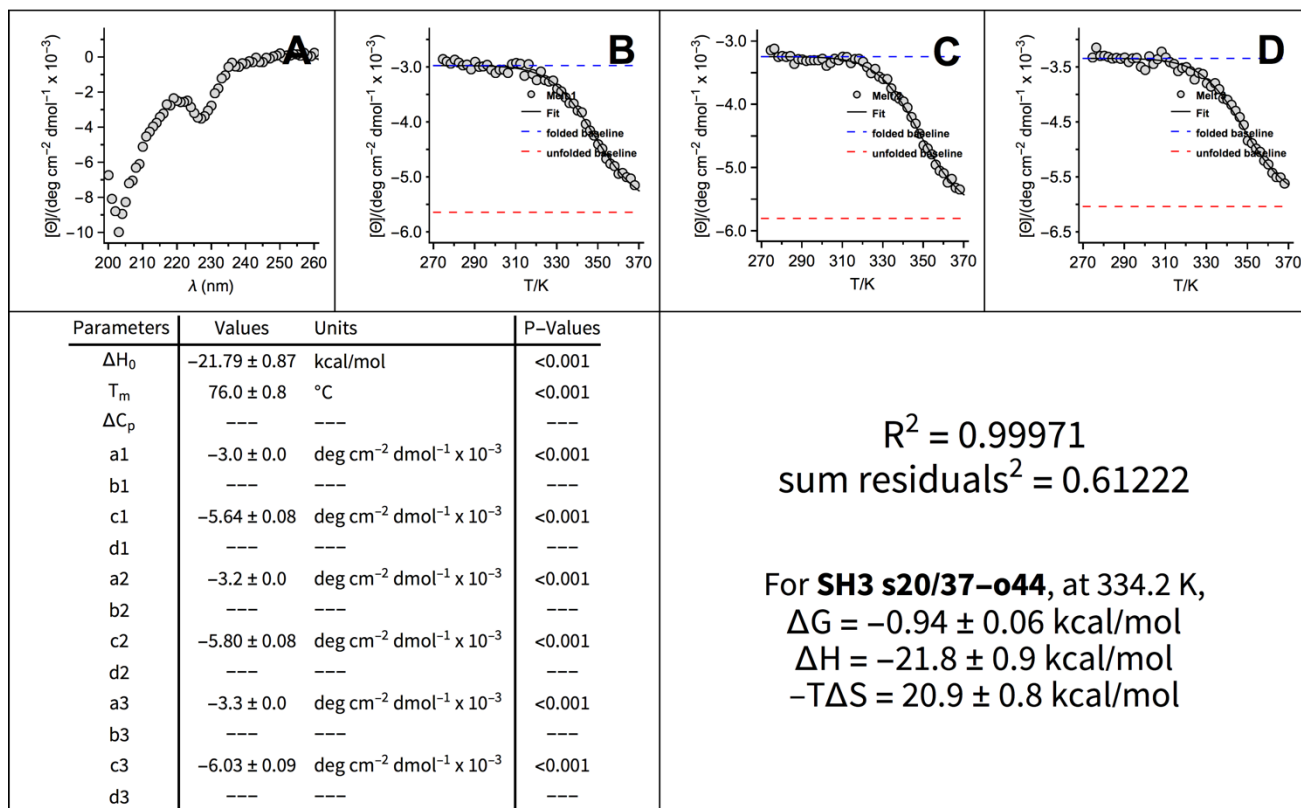 A
[Θ]/(deg cm⁻² dmol⁻¹ x 10⁻³)
0
−2
−4
−6
−8
−10
200 210 220 230 240 250 260
λ (nm)
B
[Θ]/(deg cm⁻² dmol⁻¹ x 10⁻³)
−3.0
−4.0
−5.0
−6.0
Melt 1
Fit
folded baseline
unfolded baseline
270 290 310 330 350 370
T/K
C
[Θ]/(deg cm⁻² dmol⁻¹ x 10⁻³)
−3.0
−4.0
−5.0
−6.0
Fit
folded baseline
unfolded baseline
270 290 310 330 350 370
T/K
D
[Θ]/(deg cm⁻² dmol⁻¹ x 10⁻³)
−3.5
−4.5
−5.5
−6.5
Fit
folded baseline
unfolded baseline
270 290 310 330 350 370
T/K
Parameters Values Units P−Values
ΔH₀ −21.79 ± 0.87 kcal/mol <0.001
Tₘ 76.0 ± 0.8 °C <0.001
ΔCₚ −−− −−− −−−
a1 −3.0 ± 0.0 deg cm⁻² dmol⁻¹ x 10⁻³ <0.001
b1 −−− −−− −−−
c1 −5.64 ± 0.08 deg cm⁻² dmol⁻¹ x 10⁻³ <0.001
d1 −−− −−− −−−
a2 −3.2 ± 0.0 deg cm⁻² dmol⁻¹ x 10⁻³ <0.001
b2 −−− −−− −−−
c2 −5.80 ± 0.08 deg cm⁻² dmol⁻¹ x 10⁻³ <0.001
d2 −−− −−− −−−
a3 −3.3 ± 0.0 deg cm⁻² dmol⁻¹ x 10⁻³ <0.001
b3 −−− −−− −−−
c3 −6.03 ± 0.09 deg cm⁻² dmol⁻¹ x 10⁻³ <0.001
d3 −−− −−− −−−
R² = 0.99971
sum residuals² = 0.61222
For SH3 s20/37−o44, at 334.2 K,
ΔG = −0.94 ± 0.06 kcal/mol
ΔH = −21.8 ± 0.9 kcal/mol
−TΔS = 20.9 ± 0.8 kcal/mol